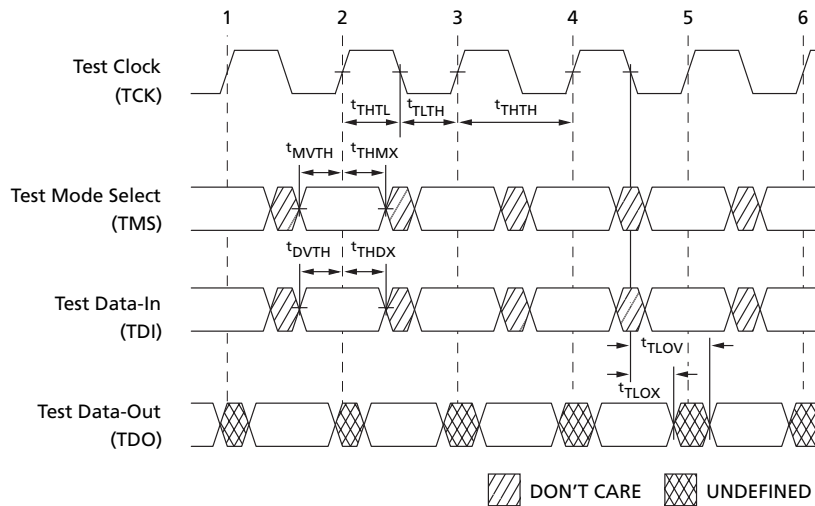 1 2 3 4 5 6
Test Clock
(TCK)
tTHTL tTLTH tTHTH
tMVTH tTHMX
Test Mode Select
(TMS)
tDVTH tTHDX
Test Data-In
(TDI)
tTLOV
tTLOX
Test Data-Out
(TDO)
DON'T CARE UNDEFINED